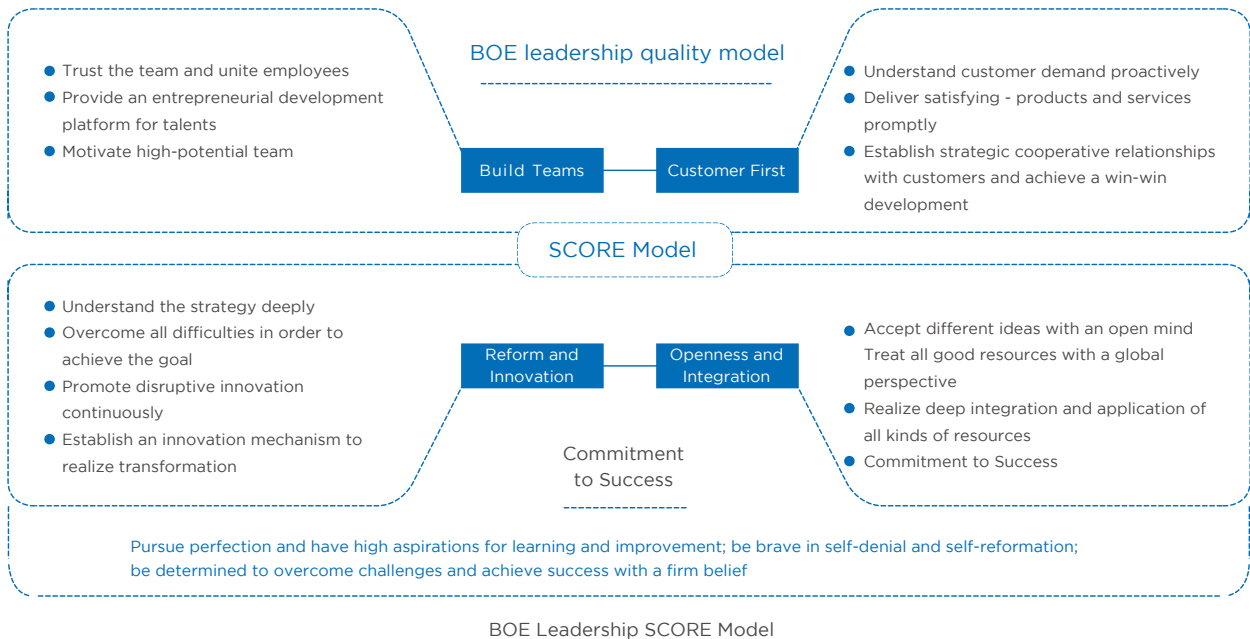 BOE leadership quality model
Trust the team and unite employees
Provide an entrepreneurial development
platform for talents
Motivate high-potential team
Build Teams
Customer First
Understand customer demand proactively
Deliver satisfying - products and services
promptly
Establish strategic cooperative relationships
with customers and achieve a win-win
development
SCORE Model
Understand the strategy deeply
Overcome all difficulties in order to
achieve the goal
Promote disruptive innovation
continuously
Establish an innovation mechanism to
realize transformation
Reform and
Innovation
Openness and
Integration
Accept different ideas with an open mind
Treat all good resources with a global
perspective
Realize deep integration and application of
all kinds of resources
Commitment to Success
Commitment
to Success
Pursue perfection and have high aspirations for learning and improvement; be brave in self-denial and self-reformation;
be determined to overcome challenges and achieve success with a firm belief
BOE Leadership SCORE Model